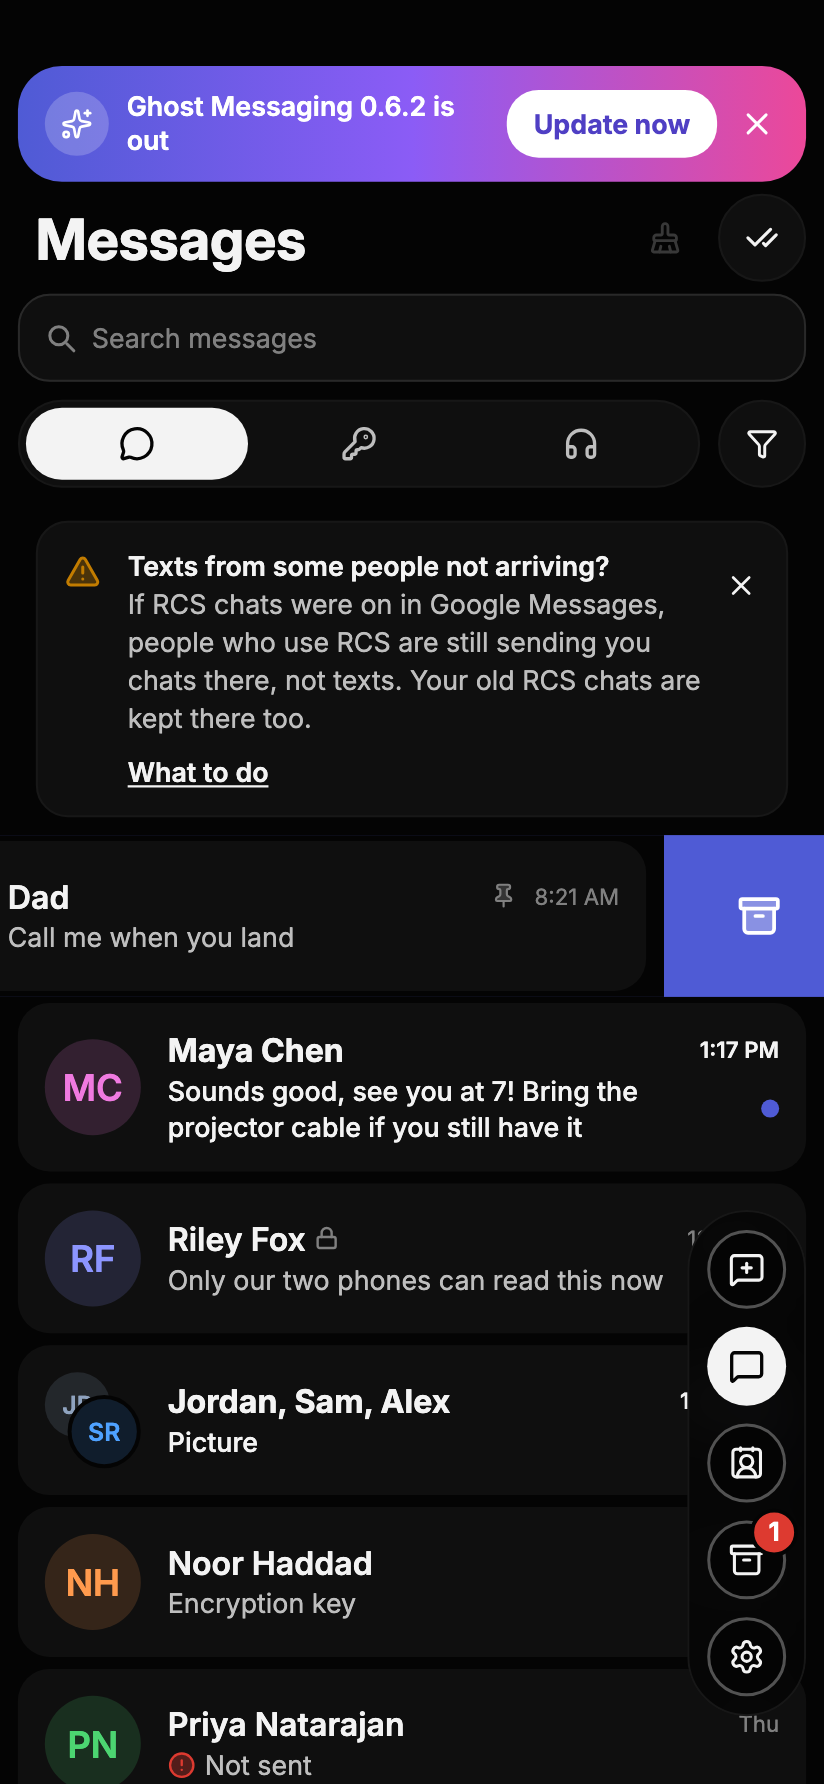 Ghost Messaging 0.6.2 is
out
Update now
Messages
Search messages
Texts from some people not arriving?
If RCS chats were on in Google Messages,
people who use RCS are still sending you
chats there, not texts. Your old RCS chats are
kept there too.
What to do
Dad
8:21 AM
Call me when you land
MC
Maya Chen
1:17 PM
Sounds good, see you at 7! Bring the
projector cable if you still have it
RF
Riley Fox
Only our two phones can read this now
SR
Jordan, Sam, Alex
Picture
NH
Noor Haddad
Encryption key
1
PN
Priya Natarajan
Thu
Not sent